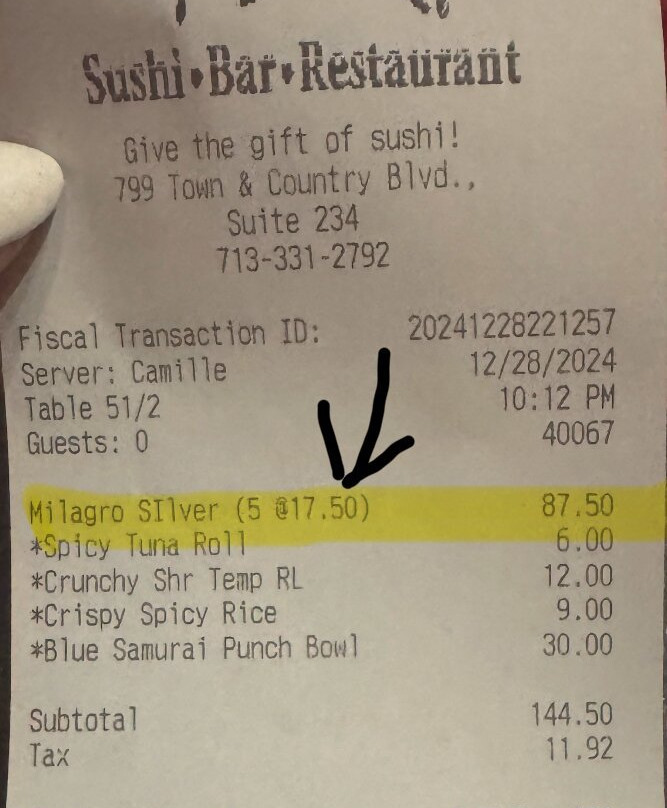 Sushi•Bar•Restaurant
Give the gift of sushi!
799 Town & Country Blvd.,
Suite 234
713-331-2792
Fiscal Transaction ID: 20241228221257
Server: Camille 12/28/2024
Table 51/2 10:12 PM
Guests: 0 40067
Milagro SIlver (5 @17.50) 87.50
*Spicy Tuna Roll 6.00
*Crunchy Shr Temp RL 12.00
*Crispy Spicy Rice 9.00
*Blue Samurai Punch Bowl 30.00
Subtotal 144.50
Tax 11.92